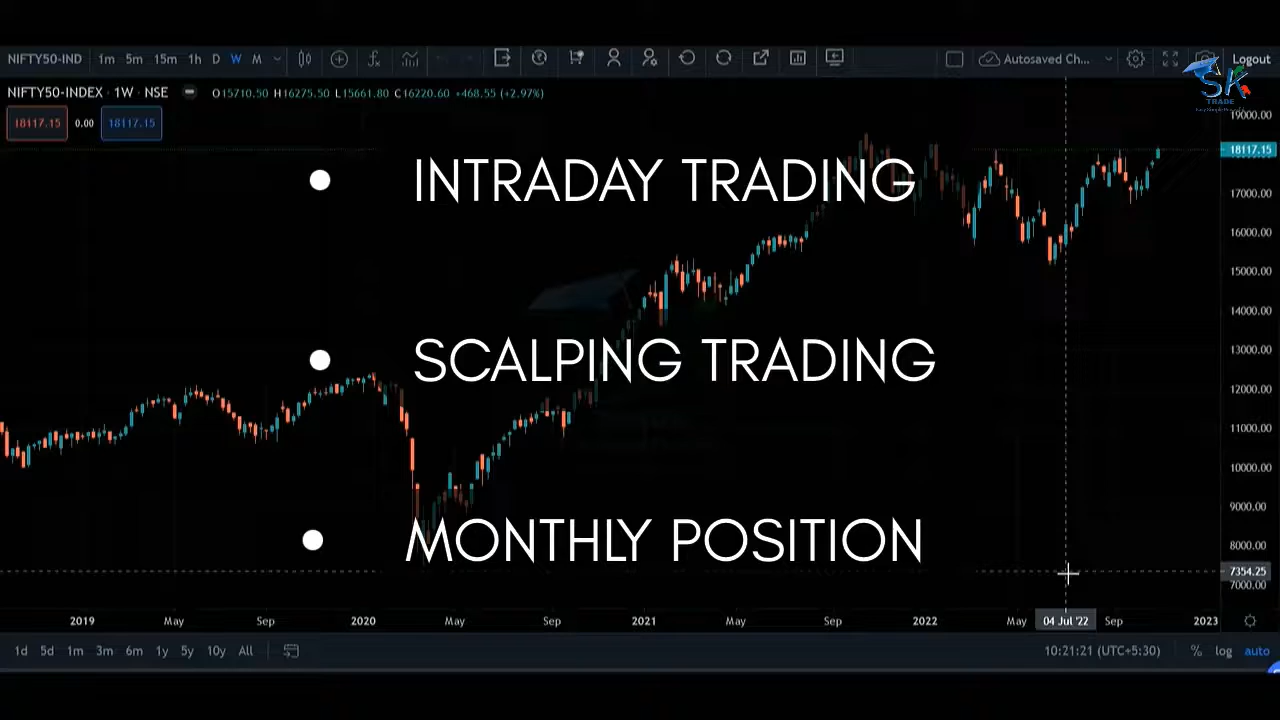 NIFTY50-IND 1m 5m 15m 1h D W M Autosaved Ch... Logout
NIFTY50-INDEX · 1W · NSE O15710.50 H16275.50 L15661.80 C16220.60 +468.55 (+2.97%)
SK
TRADE
18117.15 0.00 18117.15
19000.00
18117.15
INTRADAY TRADING
17000.00
16000.00
15000.00
14000.00
13000.00
SCALPING TRADING
12000.00
11000.00
10000.00
9000.00
MONTHLY POSITION
8000.00
7354.25
7000.00
2019 May Sep 2020 May Sep 2021 May Sep 2022 May 04 Jul '22 Sep 2023
1d 5d 1m 3m 6m 1y 5y 10y All 10:21:21 (UTC+5:30) % log auto